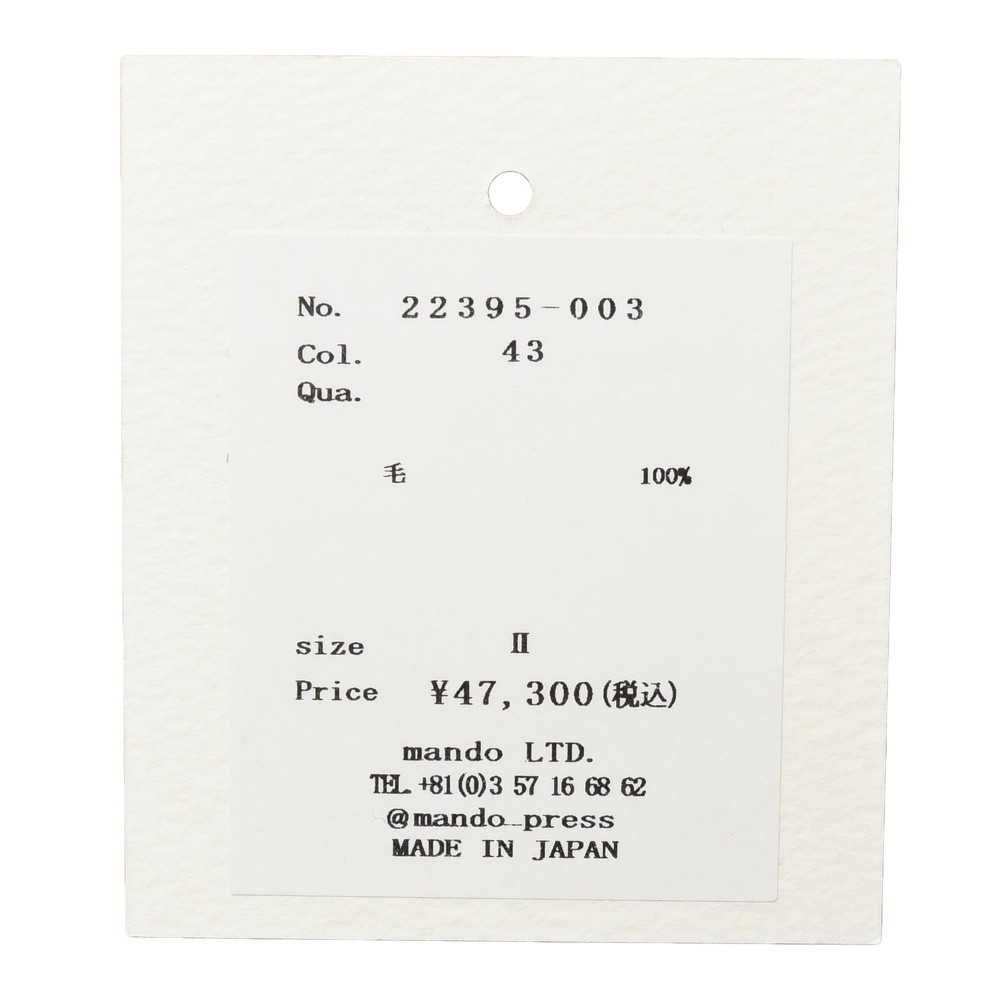 No. 22395-003
Col. 43
Qua.
毛 100%
size Ⅱ
Price ¥47,300(税込)
mando LTD.
TEL.+81(0)3 57 16 68 62
@mando_press
MADE IN JAPAN